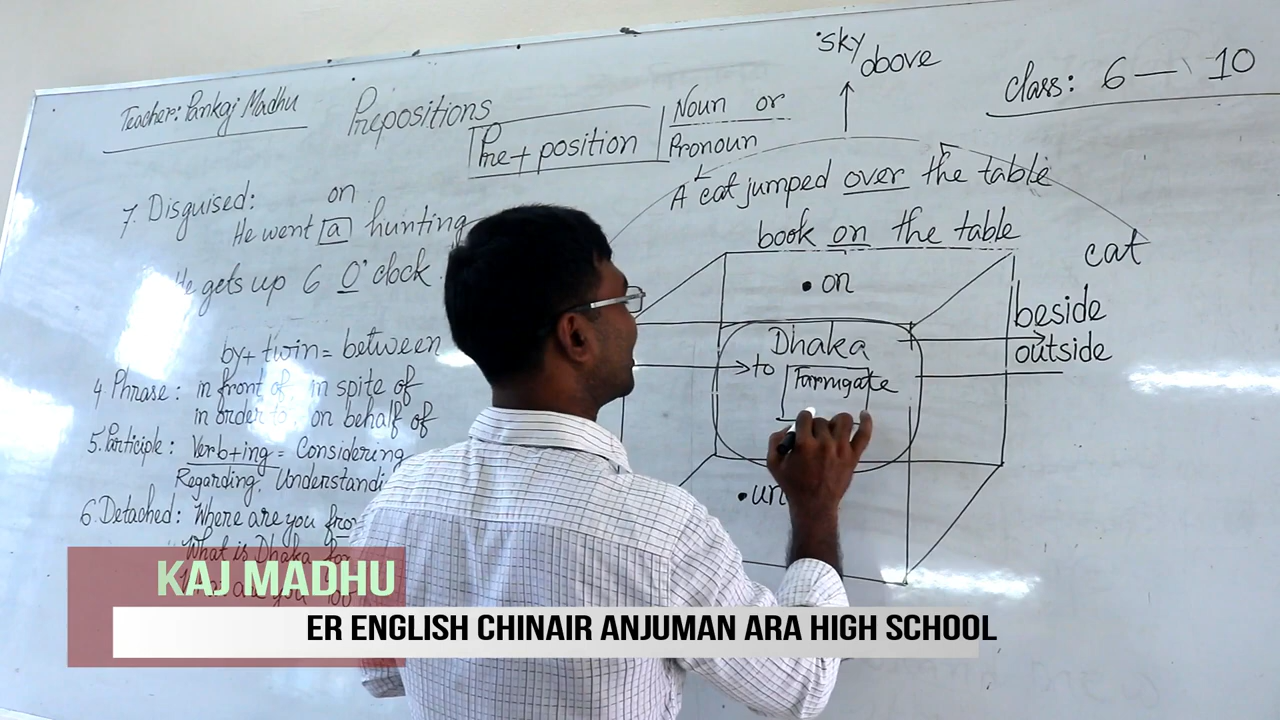 Teacher: Pankaj Madhu
Prepositions
Pre + position
Noun or
Pronoun
sky
above
class: 6 — 10
7. Disguised: on
He went a hunting
He gets up 6 O' clock
by + twin = between
4. Phrase: in front of, in spite of
in order to, on behalf of
5. Participle: Verb+ing = Considering
Regarding,
6. Detached: Where are you
What is Dhaka for
are you
A cat jumped over the table
book on the table
cat
• on
beside
outside
Dhaka
to
Farmgate
KAJ MADHU
ER ENGLISH CHINAIR ANJUMAN ARA HIGH SCHOOL